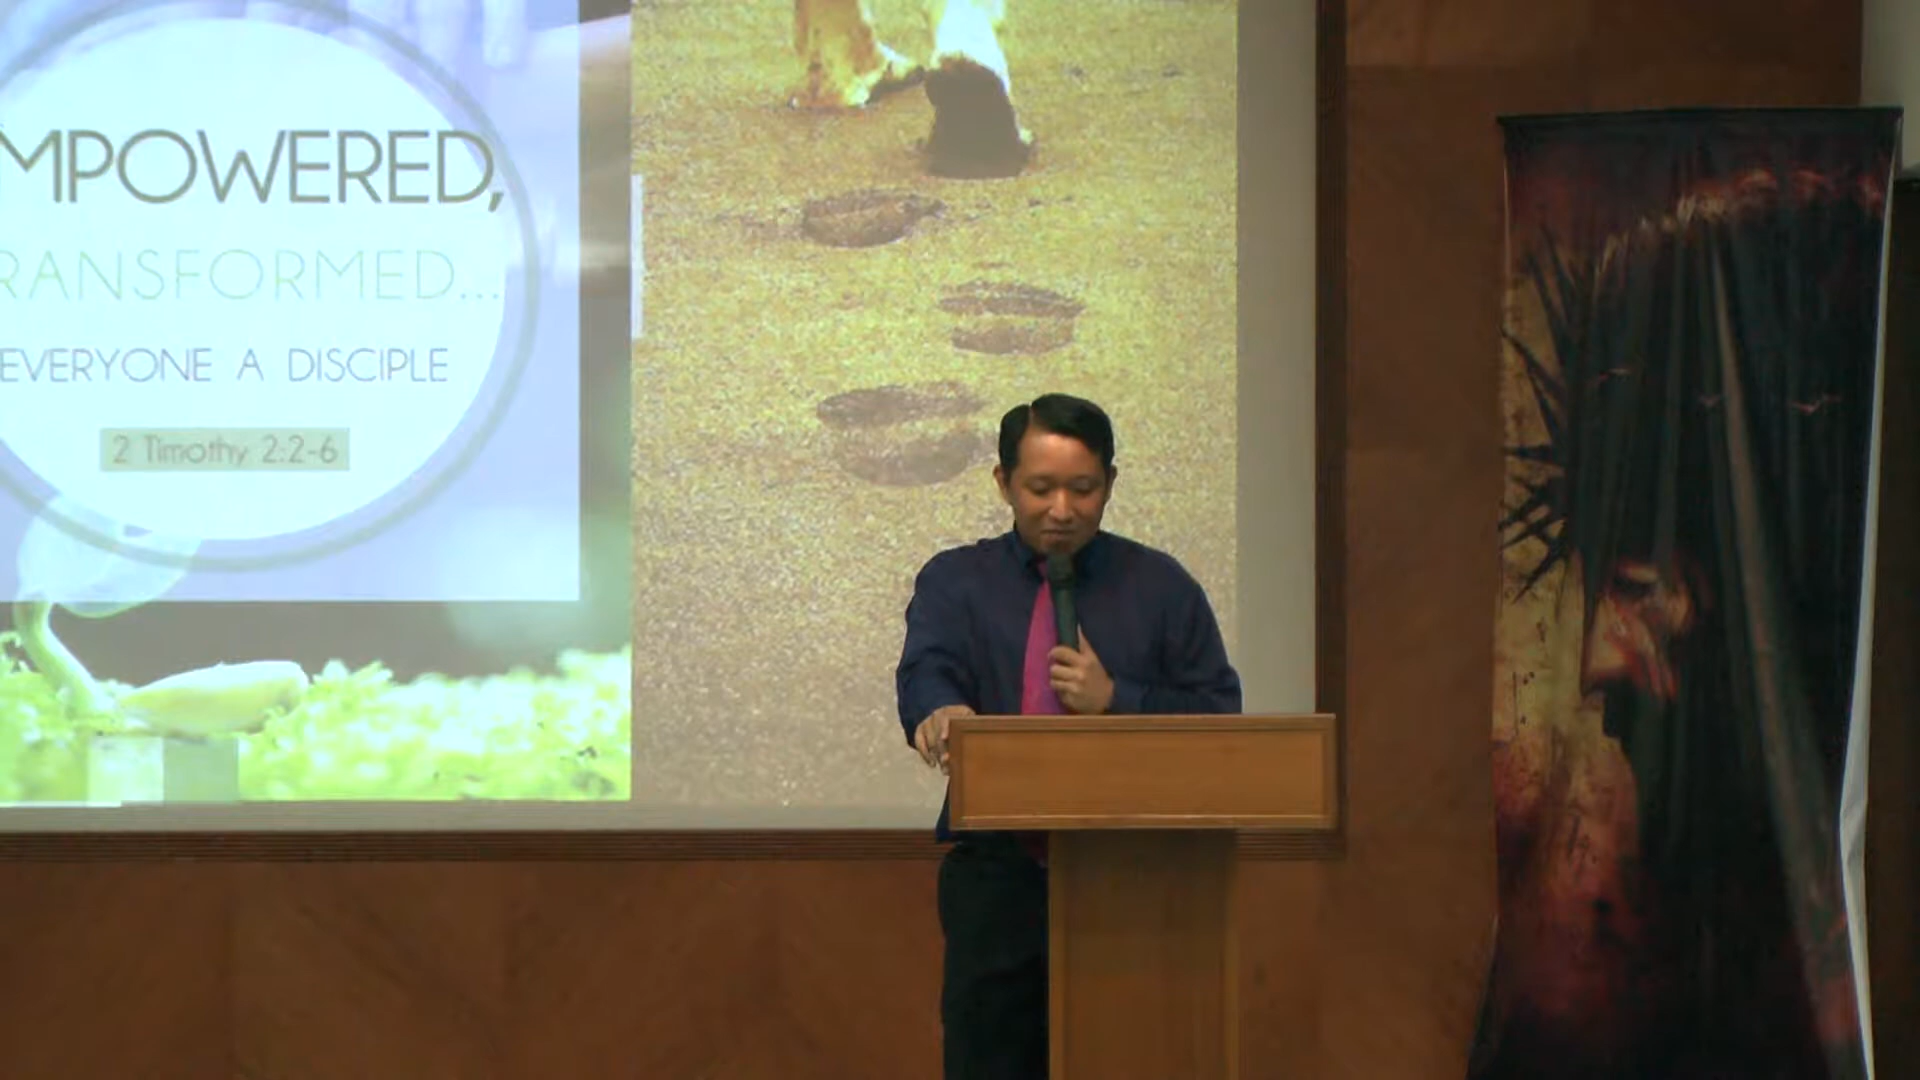 MPOWERED,
RANSFORMED...
EVERYONE A DISCIPLE
2 Timothy 2:2-6